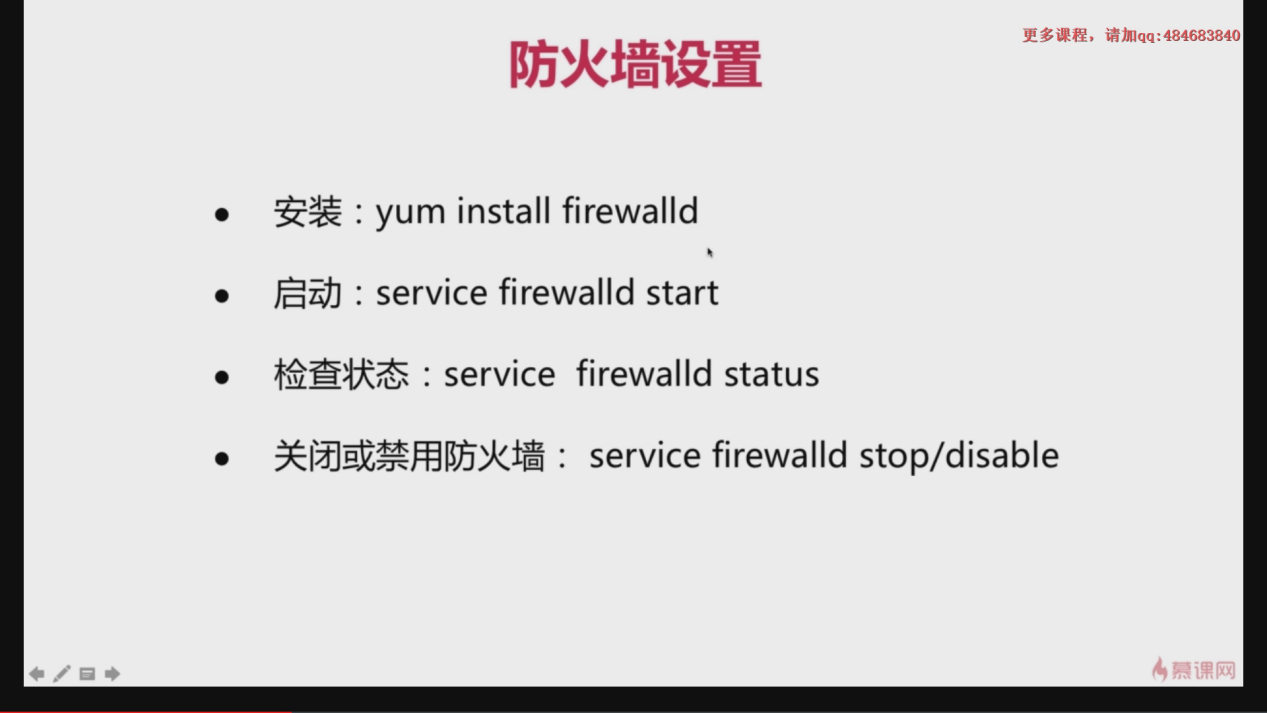 更多课程，请加qq:484683840
防火墙设置
安装：yum install firewalld
启动：service firewalld start
检查状态：service  firewalld status
关闭或禁用防火墙： service firewalld stop/disable
慕课网